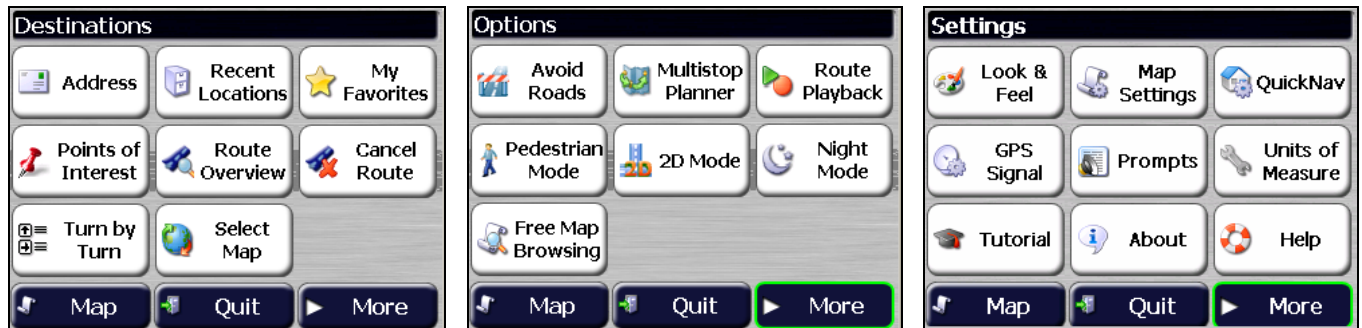 Destinations
Address
Recent
Locations
My
Favorites
Points of
Interest
Route
Overview
Cancel
Route
Turn by
Turn
Select
Map
Map
Quit
More
Options
Avoid
Roads
Multistop
Planner
Route
Playback
Pedestrian
Mode
2D
2D Mode
Night
Mode
Free Map
Browsing
Map
Quit
More
Settings
Look &
Feel
Map
Settings
QuickNav
GPS
Signal
Prompts
Units of
Measure
Tutorial
About
Help
Map
Quit
More